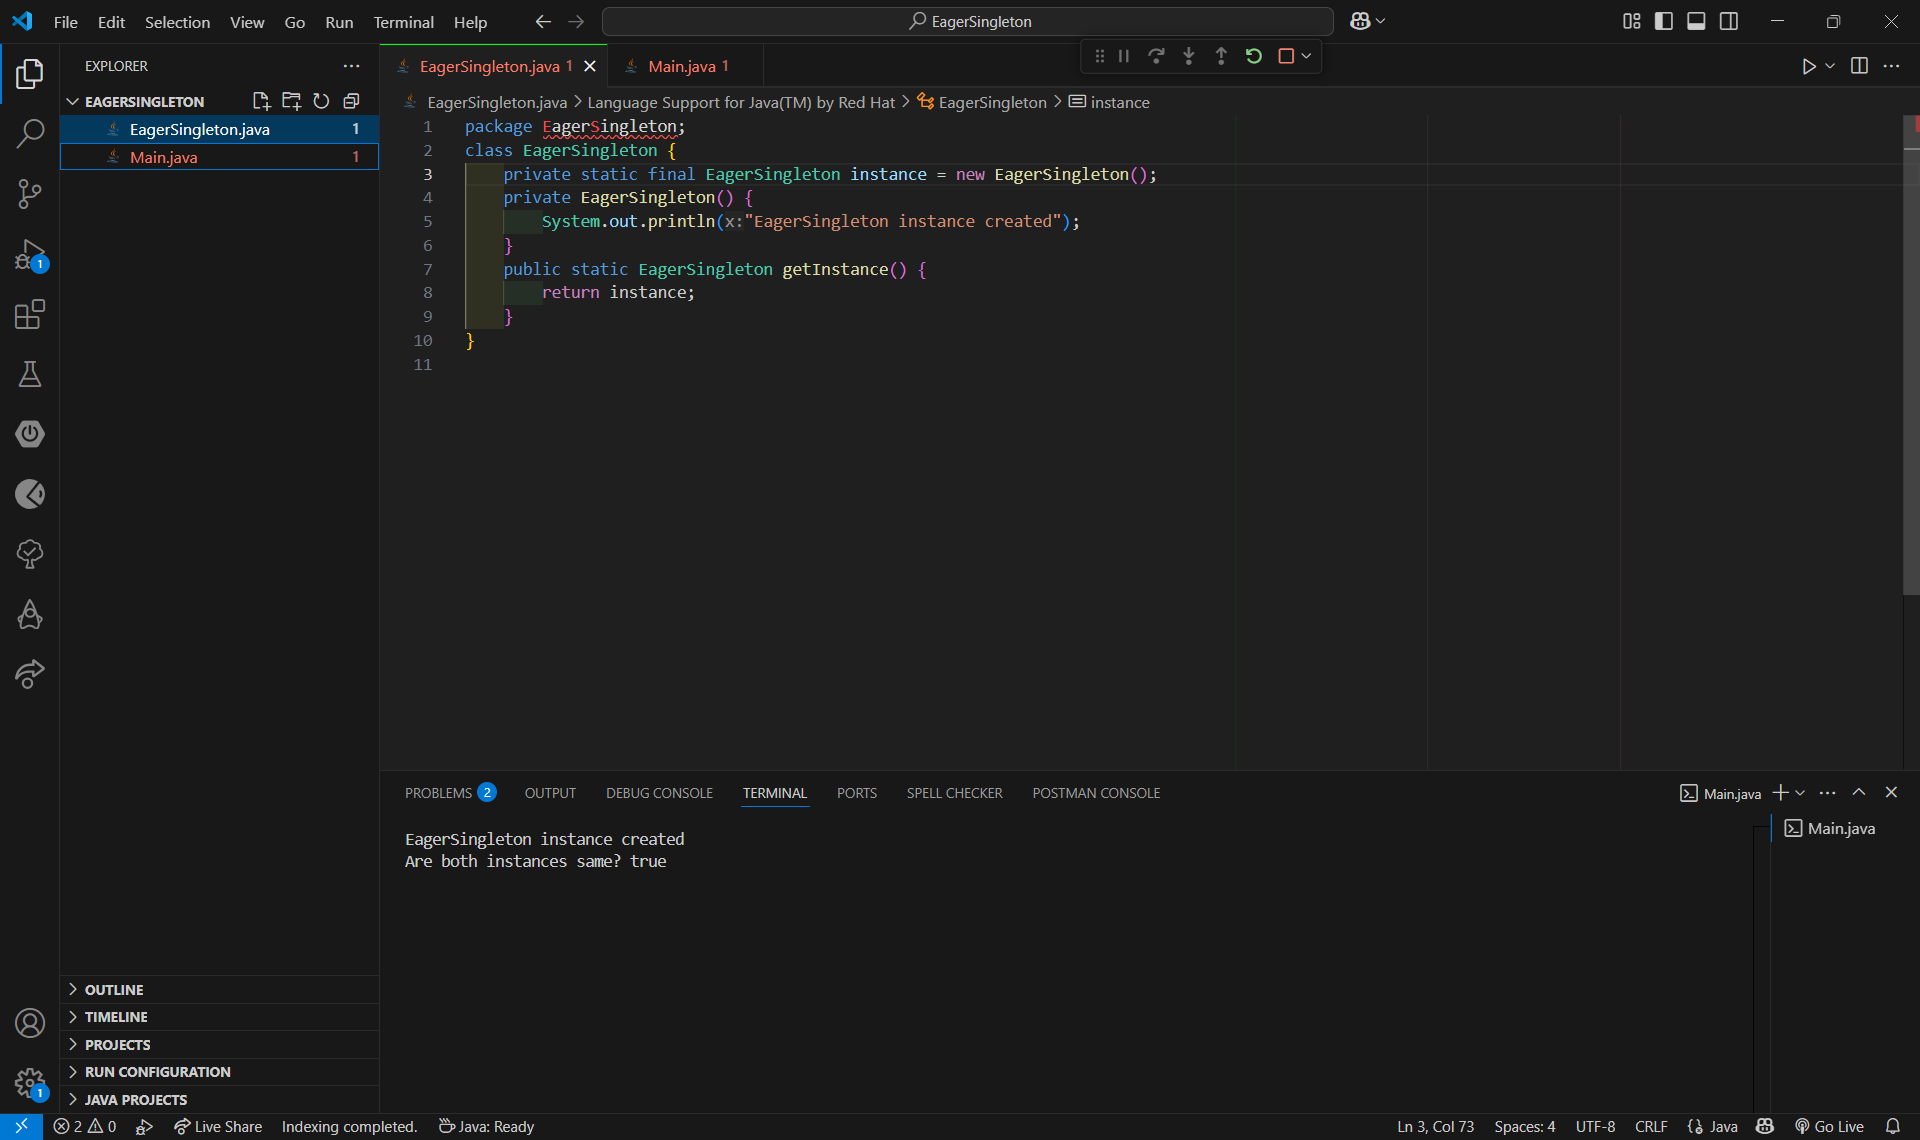 File Edit Selection View Go Run Terminal Help
EagerSingleton
EXPLORER
EAGERSINGLETON
EagerSingleton.java 1
Main.java 1
OUTLINE
TIMELINE
PROJECTS
RUN CONFIGURATION
JAVA PROJECTS
EagerSingleton.java 1
Main.java 1
EagerSingleton.java > Language Support for Java(TM) by Red Hat > EagerSingleton > instance
1 package EagerSingleton;
2 class EagerSingleton {
3 private static final EagerSingleton instance = new EagerSingleton();
4 private EagerSingleton() {
5 System.out.println(x:"EagerSingleton instance created");
6 }
7 public static EagerSingleton getInstance() {
8 return instance;
9 }
10 }
11
PROBLEMS 2 OUTPUT DEBUG CONSOLE TERMINAL PORTS SPELL CHECKER POSTMAN CONSOLE
Main.java
EagerSingleton instance created
Are both instances same? true
Main.java
1
1
2 0 Live Share Indexing completed. Java: Ready
Ln 3, Col 73 Spaces: 4 UTF-8 CRLF Java Go Live